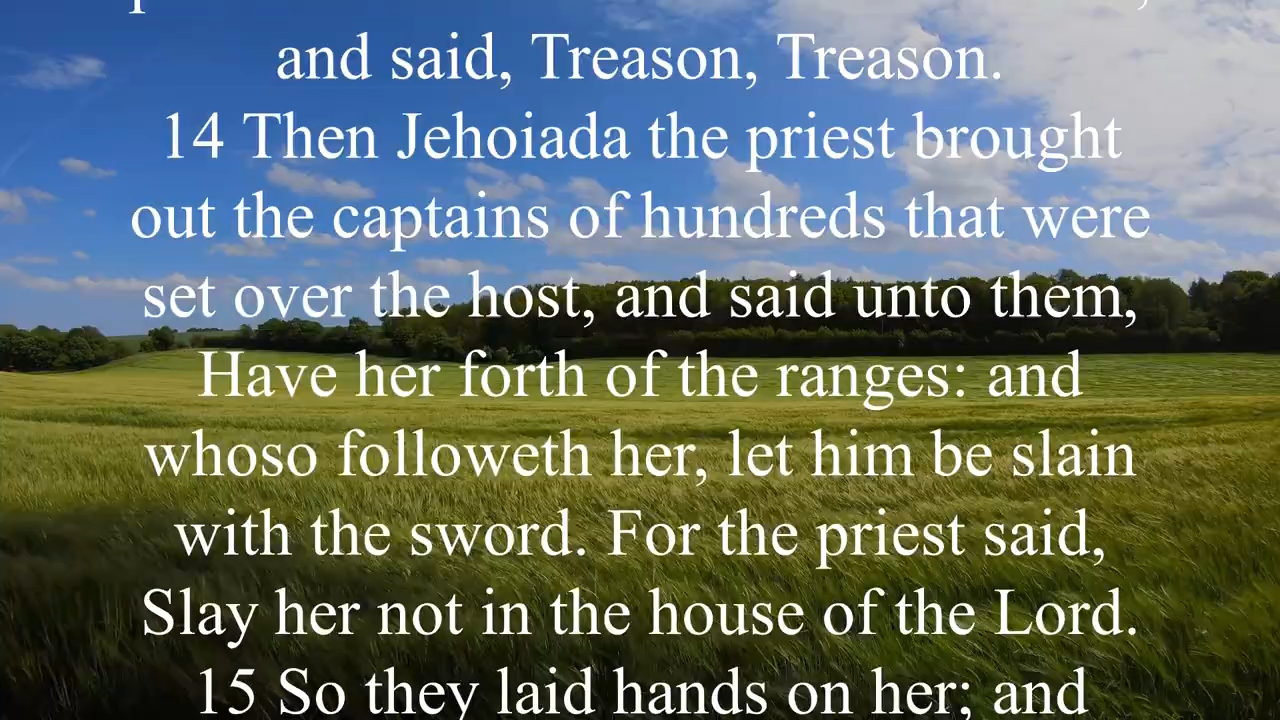 and said, Treason, Treason.
14 Then Jehoiada the priest brought
out the captains of hundreds that were
set over the host, and said unto them,
Have her forth of the ranges: and
whoso followeth her, let him be slain
with the sword. For the priest said,
Slay her not in the house of the Lord.
15 So they laid hands on her; and